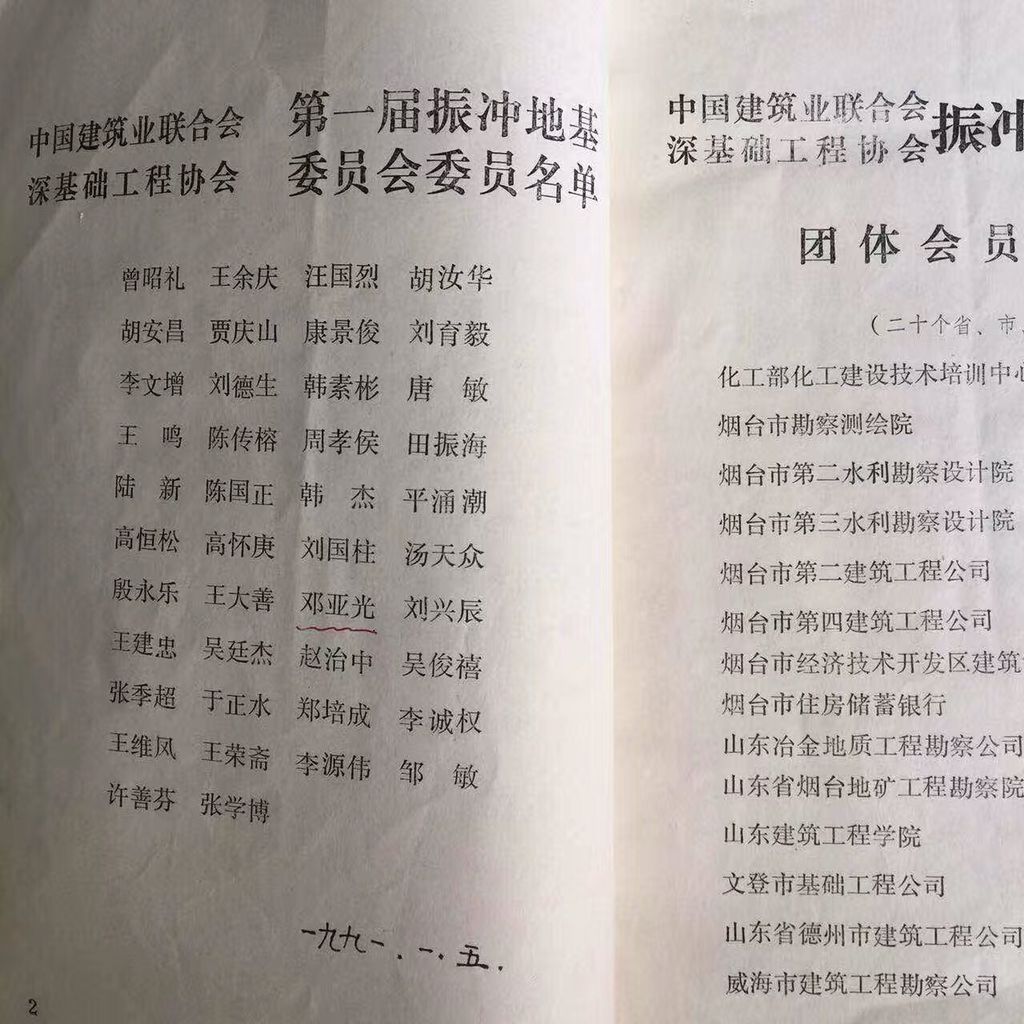 中国建筑业联合会
深基础工程协会
第一届振冲地基
委员会委员名单
曾昭礼 王余庆 汪国烈 胡汝华
胡安昌 贾庆山 康景俊 刘育毅
李文增 刘德生 韩素彬 唐 敏
王 鸣 陈传榕 周孝侯 田振海
陆 新 陈国正 韩 杰 平涌潮
高恒松 高怀庚 刘国柱 汤天众
殷永乐 王大善 邓亚光 刘兴辰
王建忠 吴廷杰 赵治中 吴俊禧
张季超 于正水 郑培成 李诚权
王维凤 王荣斋 李源伟 邹 敏
许善芬 张学博
一九九一.一.五.
2
中国建筑业联合会
深基础工程协会
振冲
团体会员
（二十个省、市、
化工部化工建设技术培训中心
烟台市勘察测绘院
烟台市第二水利勘察设计院
烟台市第三水利勘察设计院
烟台市第二建筑工程公司
烟台市第四建筑工程公司
烟台市经济技术开发区建筑
烟台市住房储蓄银行
山东冶金地质工程勘察公司
山东省烟台地矿工程勘察院
山东建筑工程学院
文登市基础工程公司
山东省德州市建筑工程公司
威海市建筑工程勘察公司